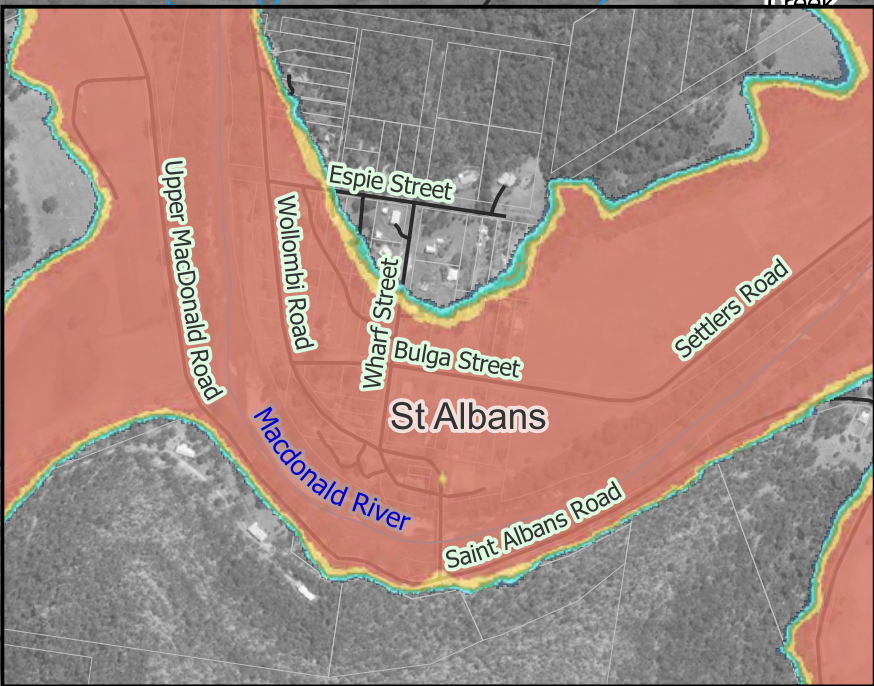 Espie Street
Upper MacDonald Road
Wollombi Road
Wharf Street
Settlers Road
Bulga Street
St Albans
Macdonald River
Saint Albans Road